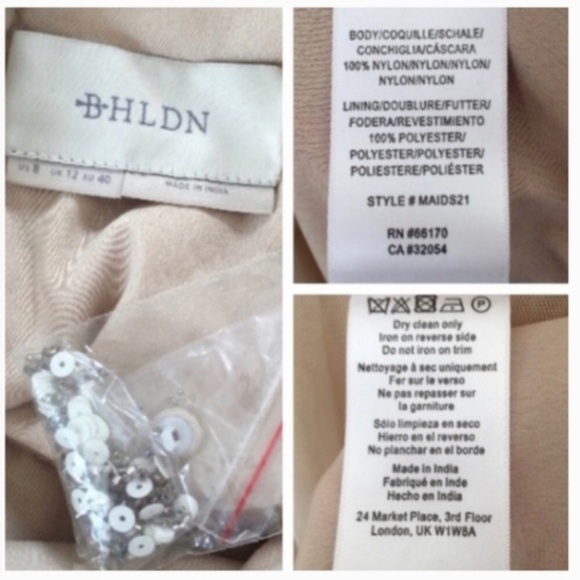 BHLDN
US 8 UK 12 EU 40
MADE IN INDIA
BODY/COQUILLE/SCHALE/
CONCHIGLIA/CÁSCARA
100% NYLON/NYLON/NYLON/
NYLON/NYLON
LINING/DOUBLURE/FUTTER/
FODERA/REVESTIMIENTO
100% POLYESTER/
POLYESTER/POLYESTER/
POLIESTERE/POLIÉSTER
STYLE # MAIDS21
RN #66170
CA #32054
P
Dry clean only
Iron on reverse side
Do not iron on trim
Nettoyage à sec uniquement
Fer sur le verso
Ne pas repasser sur
la garniture
Sólo limpieza en seco
Hierro en el reverso
No planchar en el borde
Made in India
Fabriqué en Inde
Hecho en India
24 Market Place, 3rd Floor
London, UK W1W8A